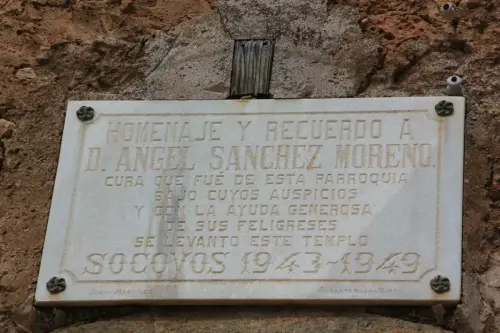 HOMENAJE Y RECUERDO A
D. ANGEL SANCHEZ MORENO.
CURA QUE FUÉ DE ESTA PARROQUIA
BAJO CUYOS AUSPICIOS
Y CON LA AYUDA GENEROSA
DE SUS FELIGRESES
SE LEVANTO ESTE TEMPLO
SOCOVOS 1943-1949